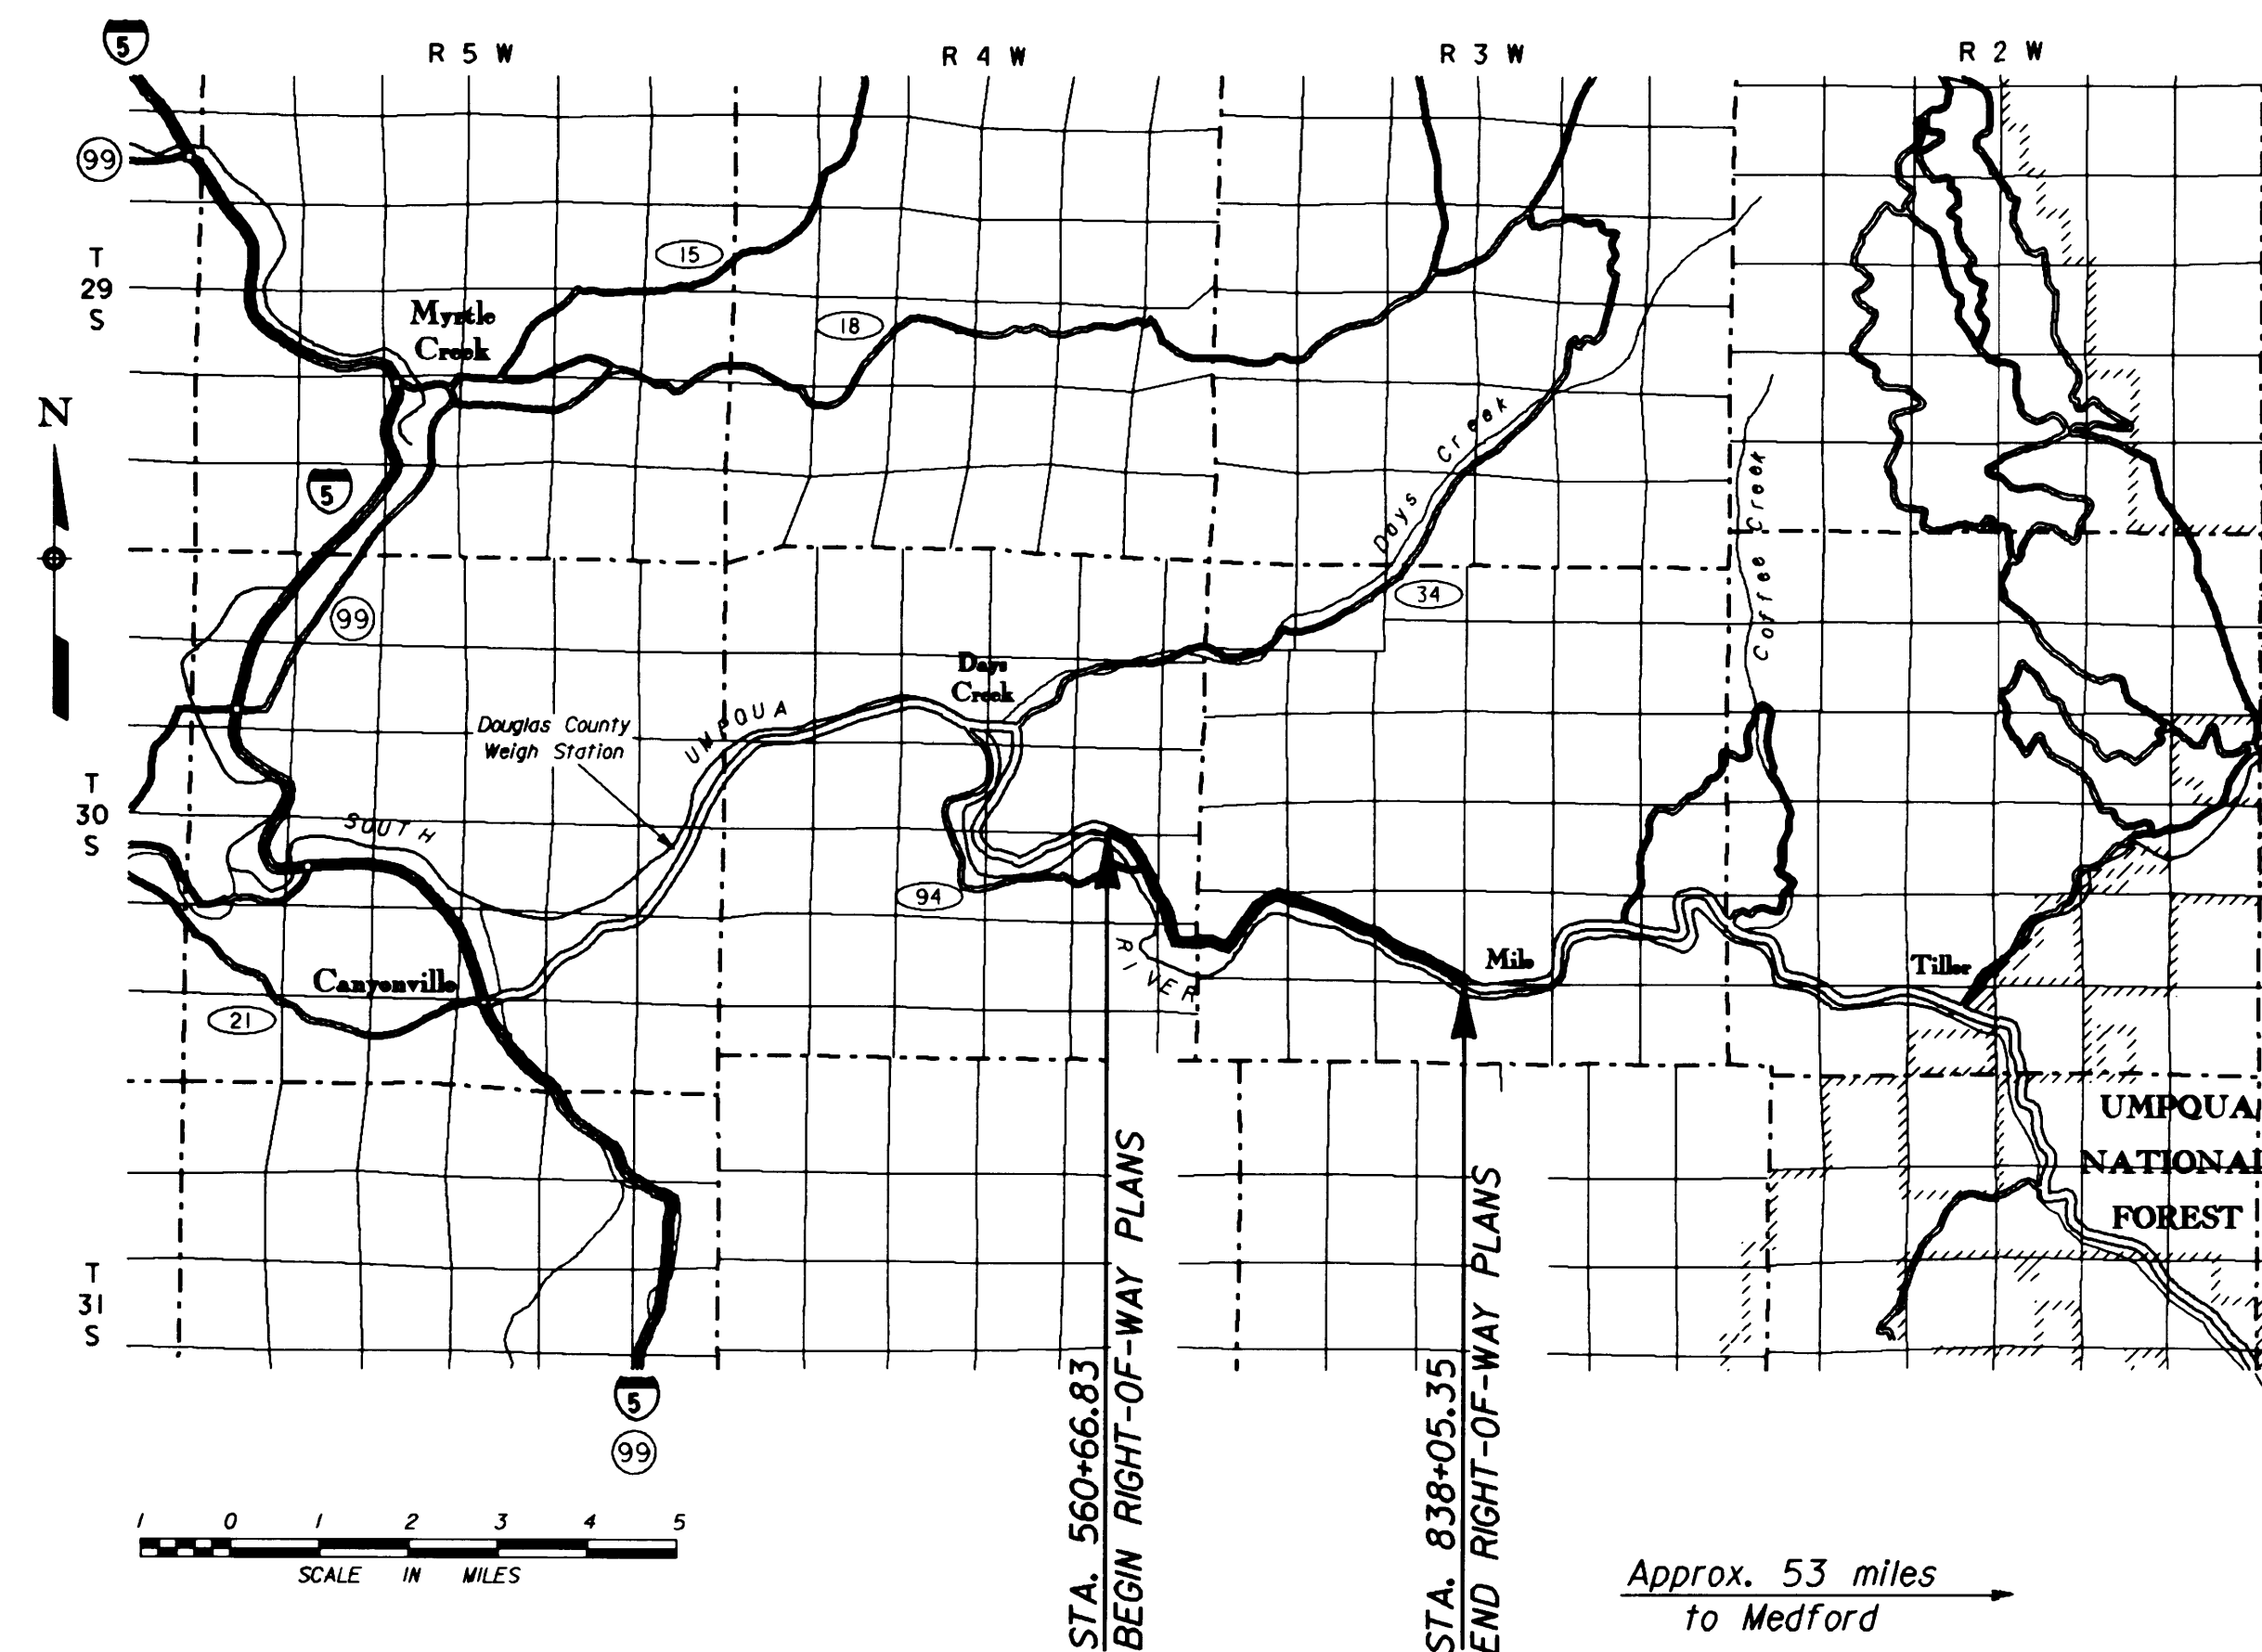 5
R 5 W
R 4 W
R 3 W
R 2 W
99
T
29
S
15
18
Myrtle
Creek
N
5
Days Creek
Coffee Creek
34
99
Days
Creek
Douglas County
Weigh Station
UMPQUA
T
30
S
SOUTH
94
RIVER
Milo
Tiller
Canyonville
21
UMPQUA
NATIONAL
FOREST
T
31
S
5
99
STA. 560+66.83
BEGIN RIGHT-OF-WAY PLANS
STA. 838+05.35
END RIGHT-OF-WAY PLANS
1 0 1 2 3 4 5
SCALE IN MILES
Approx. 53 miles
to Medford